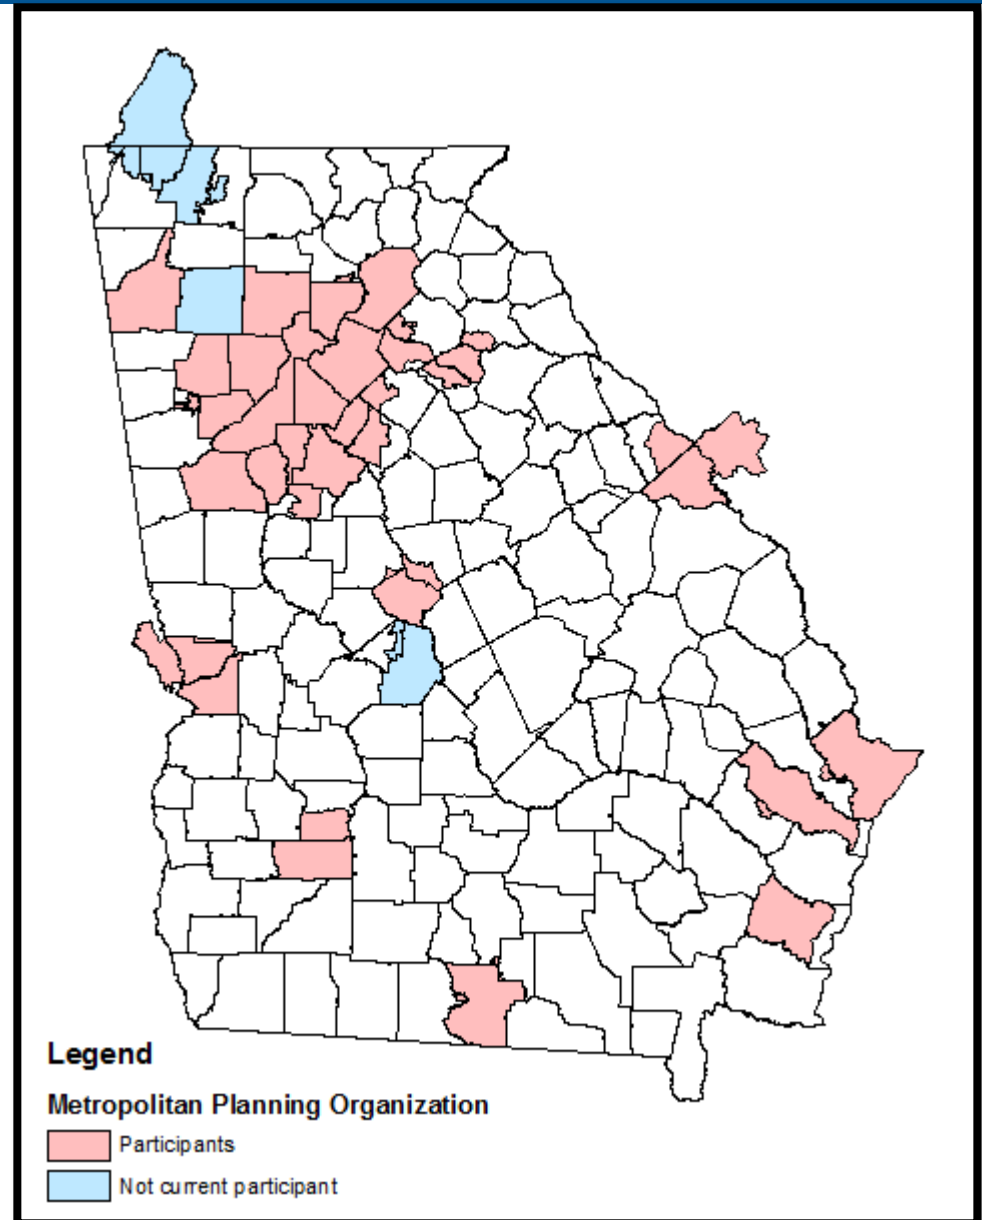 Legend
Metropolitan Planning Organization
Participants
Not current participant